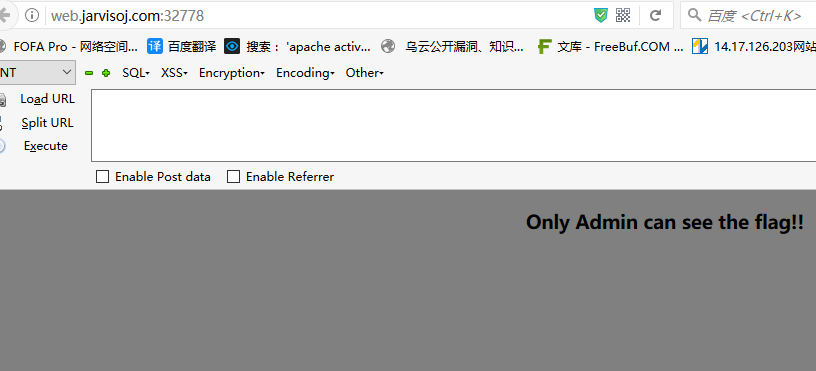 web.jarvisoj.com:32778
百度 <Ctrl+K>
FOFA Pro - 网络空间...
百度翻译
搜索： 'apache activ...
乌云公开漏洞、知识...
文库 - FreeBuf.COM ...
14.17.126.203网站
NT
SQL
XSS
Encryption
Encoding
Other
Load URL
Split URL
Execute
Enable Post data
Enable Referrer
Only Admin can see the flag!!